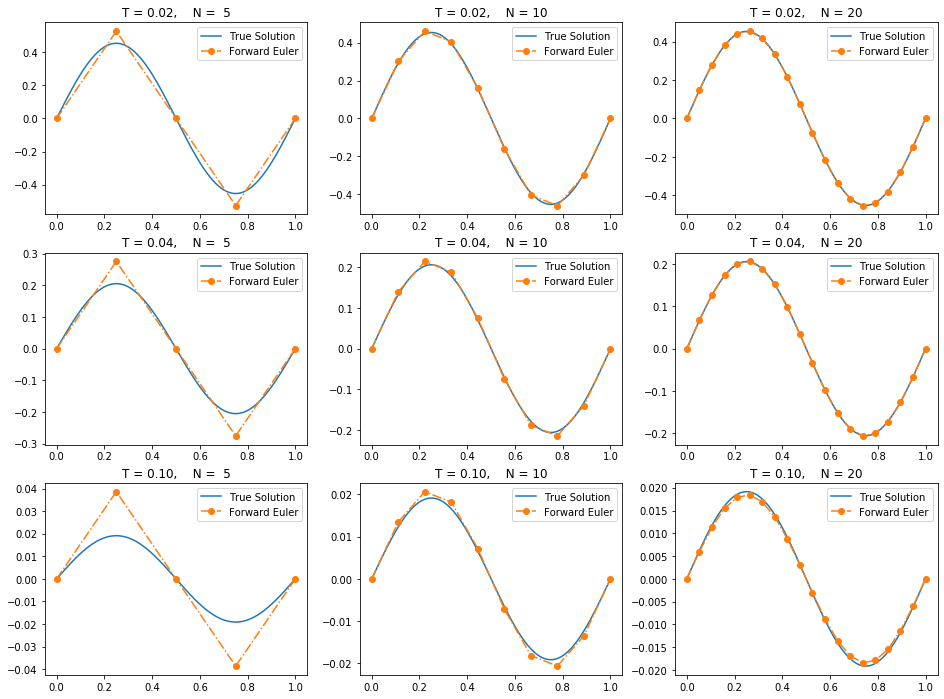 T = 0.02,    N =  5
0.4
0.2
0.0
−0.2
−0.4
0.0 0.2 0.4 0.6 0.8 1.0
True Solution
Forward Euler
T = 0.02,    N = 10
0.4
0.2
0.0
−0.2
−0.4
0.0 0.2 0.4 0.6 0.8 1.0
True Solution
Forward Euler
T = 0.02,    N = 20
0.4
0.2
0.0
−0.2
−0.4
0.0 0.2 0.4 0.6 0.8 1.0
True Solution
Forward Euler
T = 0.04,    N =  5
0.3
0.2
0.1
0.0
−0.1
−0.2
−0.3
0.0 0.2 0.4 0.6 0.8 1.0
True Solution
Forward Euler
T = 0.04,    N = 10
0.2
0.1
0.0
−0.1
−0.2
0.0 0.2 0.4 0.6 0.8 1.0
True Solution
Forward Euler
T = 0.04,    N = 20
0.2
0.1
0.0
−0.1
−0.2
0.0 0.2 0.4 0.6 0.8 1.0
True Solution
Forward Euler
T = 0.10,    N =  5
0.04
0.03
0.02
0.01
0.00
−0.01
−0.02
−0.03
−0.04
0.0 0.2 0.4 0.6 0.8 1.0
True Solution
Forward Euler
T = 0.10,    N = 10
0.02
0.01
0.00
−0.01
−0.02
0.0 0.2 0.4 0.6 0.8 1.0
True Solution
Forward Euler
T = 0.10,    N = 20
0.020
0.015
0.010
0.005
0.000
−0.005
−0.010
−0.015
−0.020
0.0 0.2 0.4 0.6 0.8 1.0
True Solution
Forward Euler